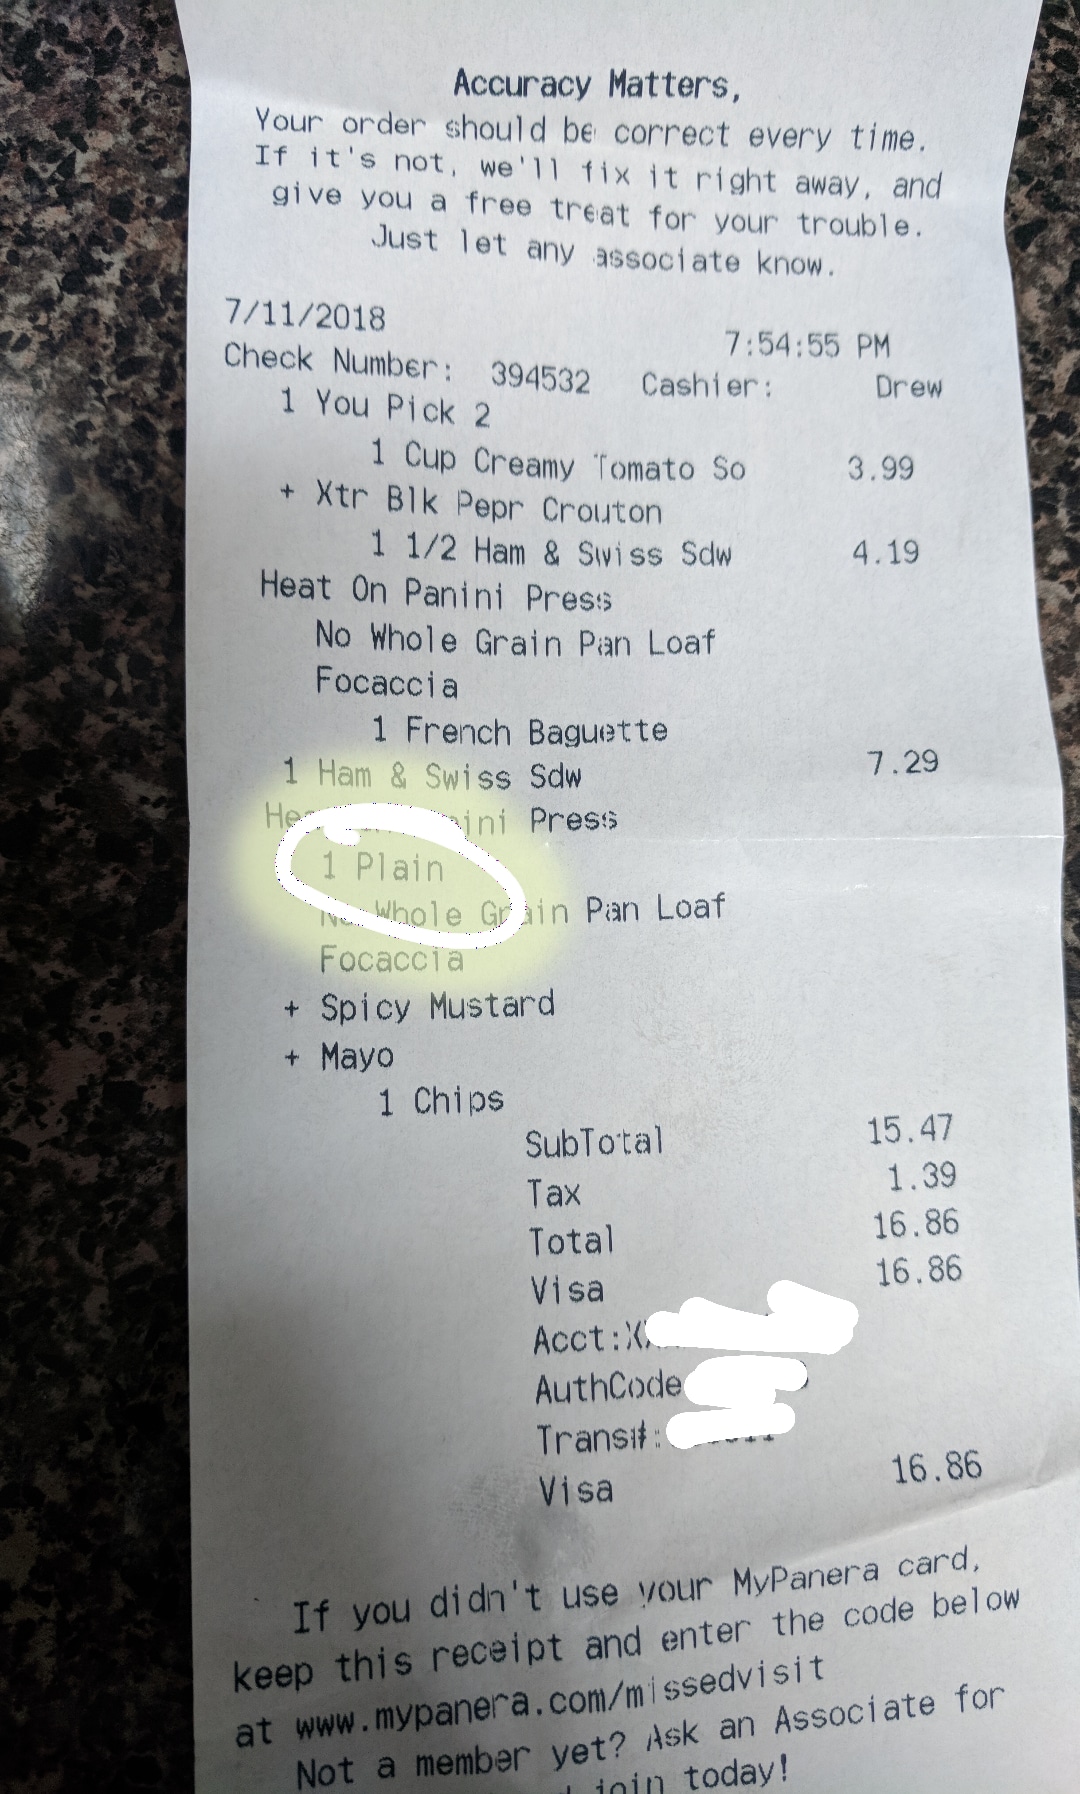 Accuracy Matters,
Your order should be correct every time.
If it's not, we'll fix it right away, and
give you a free treat for your trouble.
Just let any associate know.
7/11/2018 7:54:55 PM
Check Number: 394532 Cashier: Drew
1 You Pick 2
1 Cup Creamy Tomato So 3.99
+ Xtr Blk Pepr Crouton
1 1/2 Ham & Swiss Sdw 4.19
Heat On Panini Press
No Whole Grain Pan Loaf
Focaccia
1 French Baguette
1 Ham & Swiss Sdw 7.29
Press
1 Plain
No Whole Grain Pan Loaf
Focaccia
+ Spicy Mustard
+ Mayo
1 Chips
SubTotal 15.47
Tax 1.39
Total 16.86
Visa 16.86
Acct:
AuthCode
Trans#:
Visa 16.86
If you didn't use your MyPanera card,
keep this receipt and enter the code below
at www.mypanera.com/missedvisit
Not a member yet? Ask an Associate for
join today!